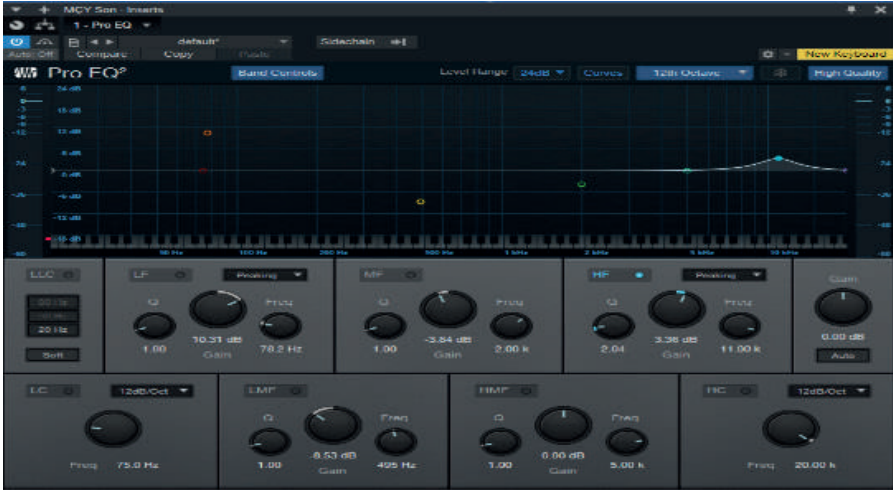 MCY Son - Inserts
1 - Pro EQ
default*
Sidechain
Auto: Off Compare Copy Paste
New Keyboard
Pro EQ² Band Controls Level Range 24dB Curves 12th Octave High Quality
24 dB
12 dB
-6 dB
-12 dB
50 Hz 100 Hz 200 Hz 500 Hz 1 kHz 2 kHz 5 kHz 10 kHz
LLC LF Peaking MF HF Peaking Gain
Q Freq Q Freq Q Freq
20 Hz
10.31 dB -3.84 dB 3.36 dB 0.00 dB
1.00 Gain 78.2 Hz 1.00 Gain 2.00 k 2.04 Gain 11.00 k
Soft Auto
LC 12dB/Oct LMF HMF HC 12dB/Oct
Q Freq Q Freq
-8.53 dB 0.00 dB
Freq 75.0 Hz 1.00 Gain 495 Hz 1.00 Gain 5.00 k Freq 20.00 k